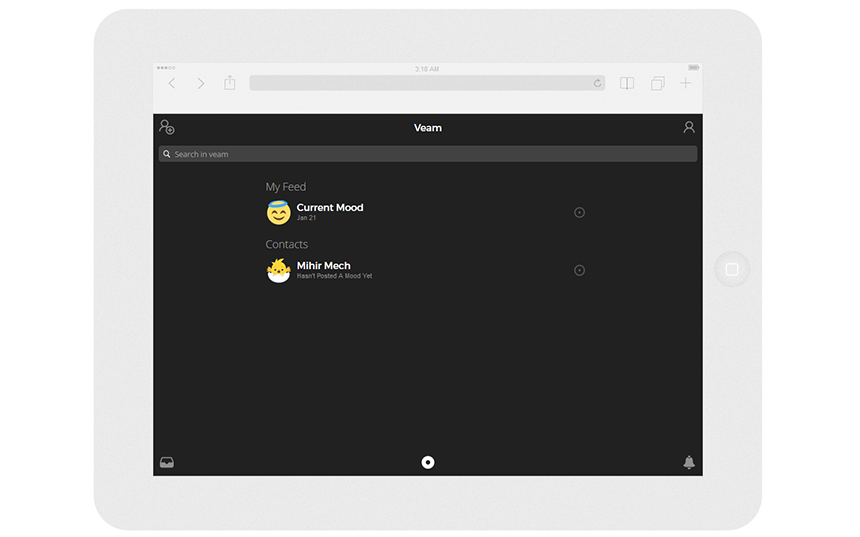 3:18 AM
Veam
Search in veam
My Feed
Current Mood
Jan 21
Contacts
Mihir Mech
Hasn't Posted A Mood Yet